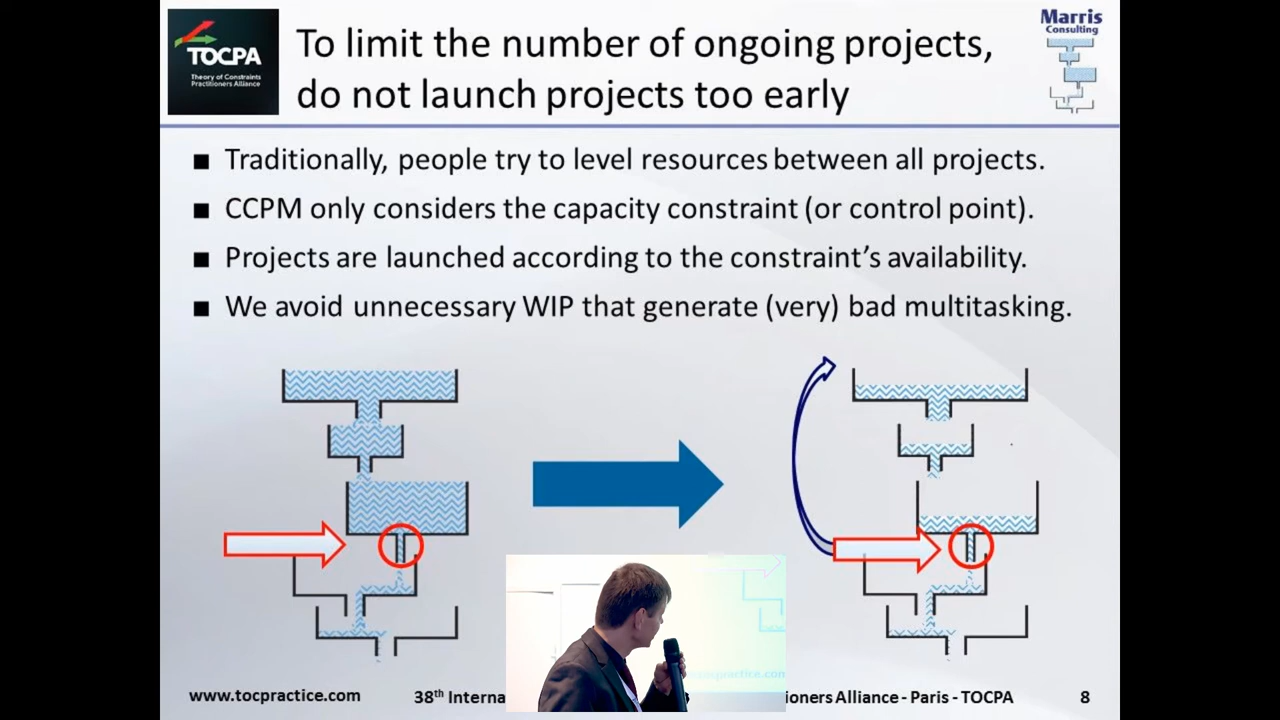 TOCPA
Theory of Constraints
Practitioners Alliance
To limit the number of ongoing projects,
do not launch projects too early
Marris
Consulting
■ Traditionally, people try to level resources between all projects.
■ CCPM only considers the capacity constraint (or control point).
■ Projects are launched according to the constraint's availability.
■ We avoid unnecessary WIP that generate (very) bad multitasking.
www.tocpractice.com
38th Interna
ioners Alliance - Paris - TOCPA
8